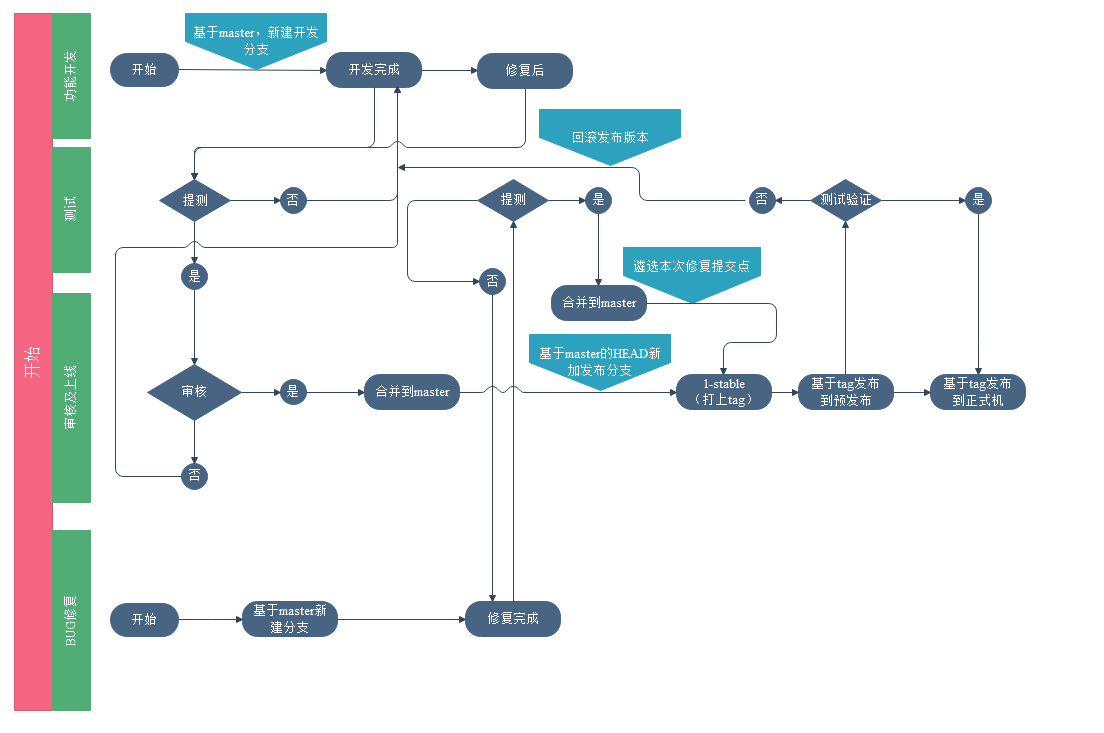 开始
功能开发
基于master，新建开发
分支
开始
开发完成
修复后
回滚发布版本
测试
提测
否
提测
是
否
测试验证
是
是
否
遴选本次修复提交点
合并到master
审核及上线
基于master的HEAD新
加发布分支
审核
是
合并到master
1-stable
（打上tag）
基于tag发布
到预发布
基于tag发布
到正式机
否
BUG修复
开始
基于master新
建分支
修复完成